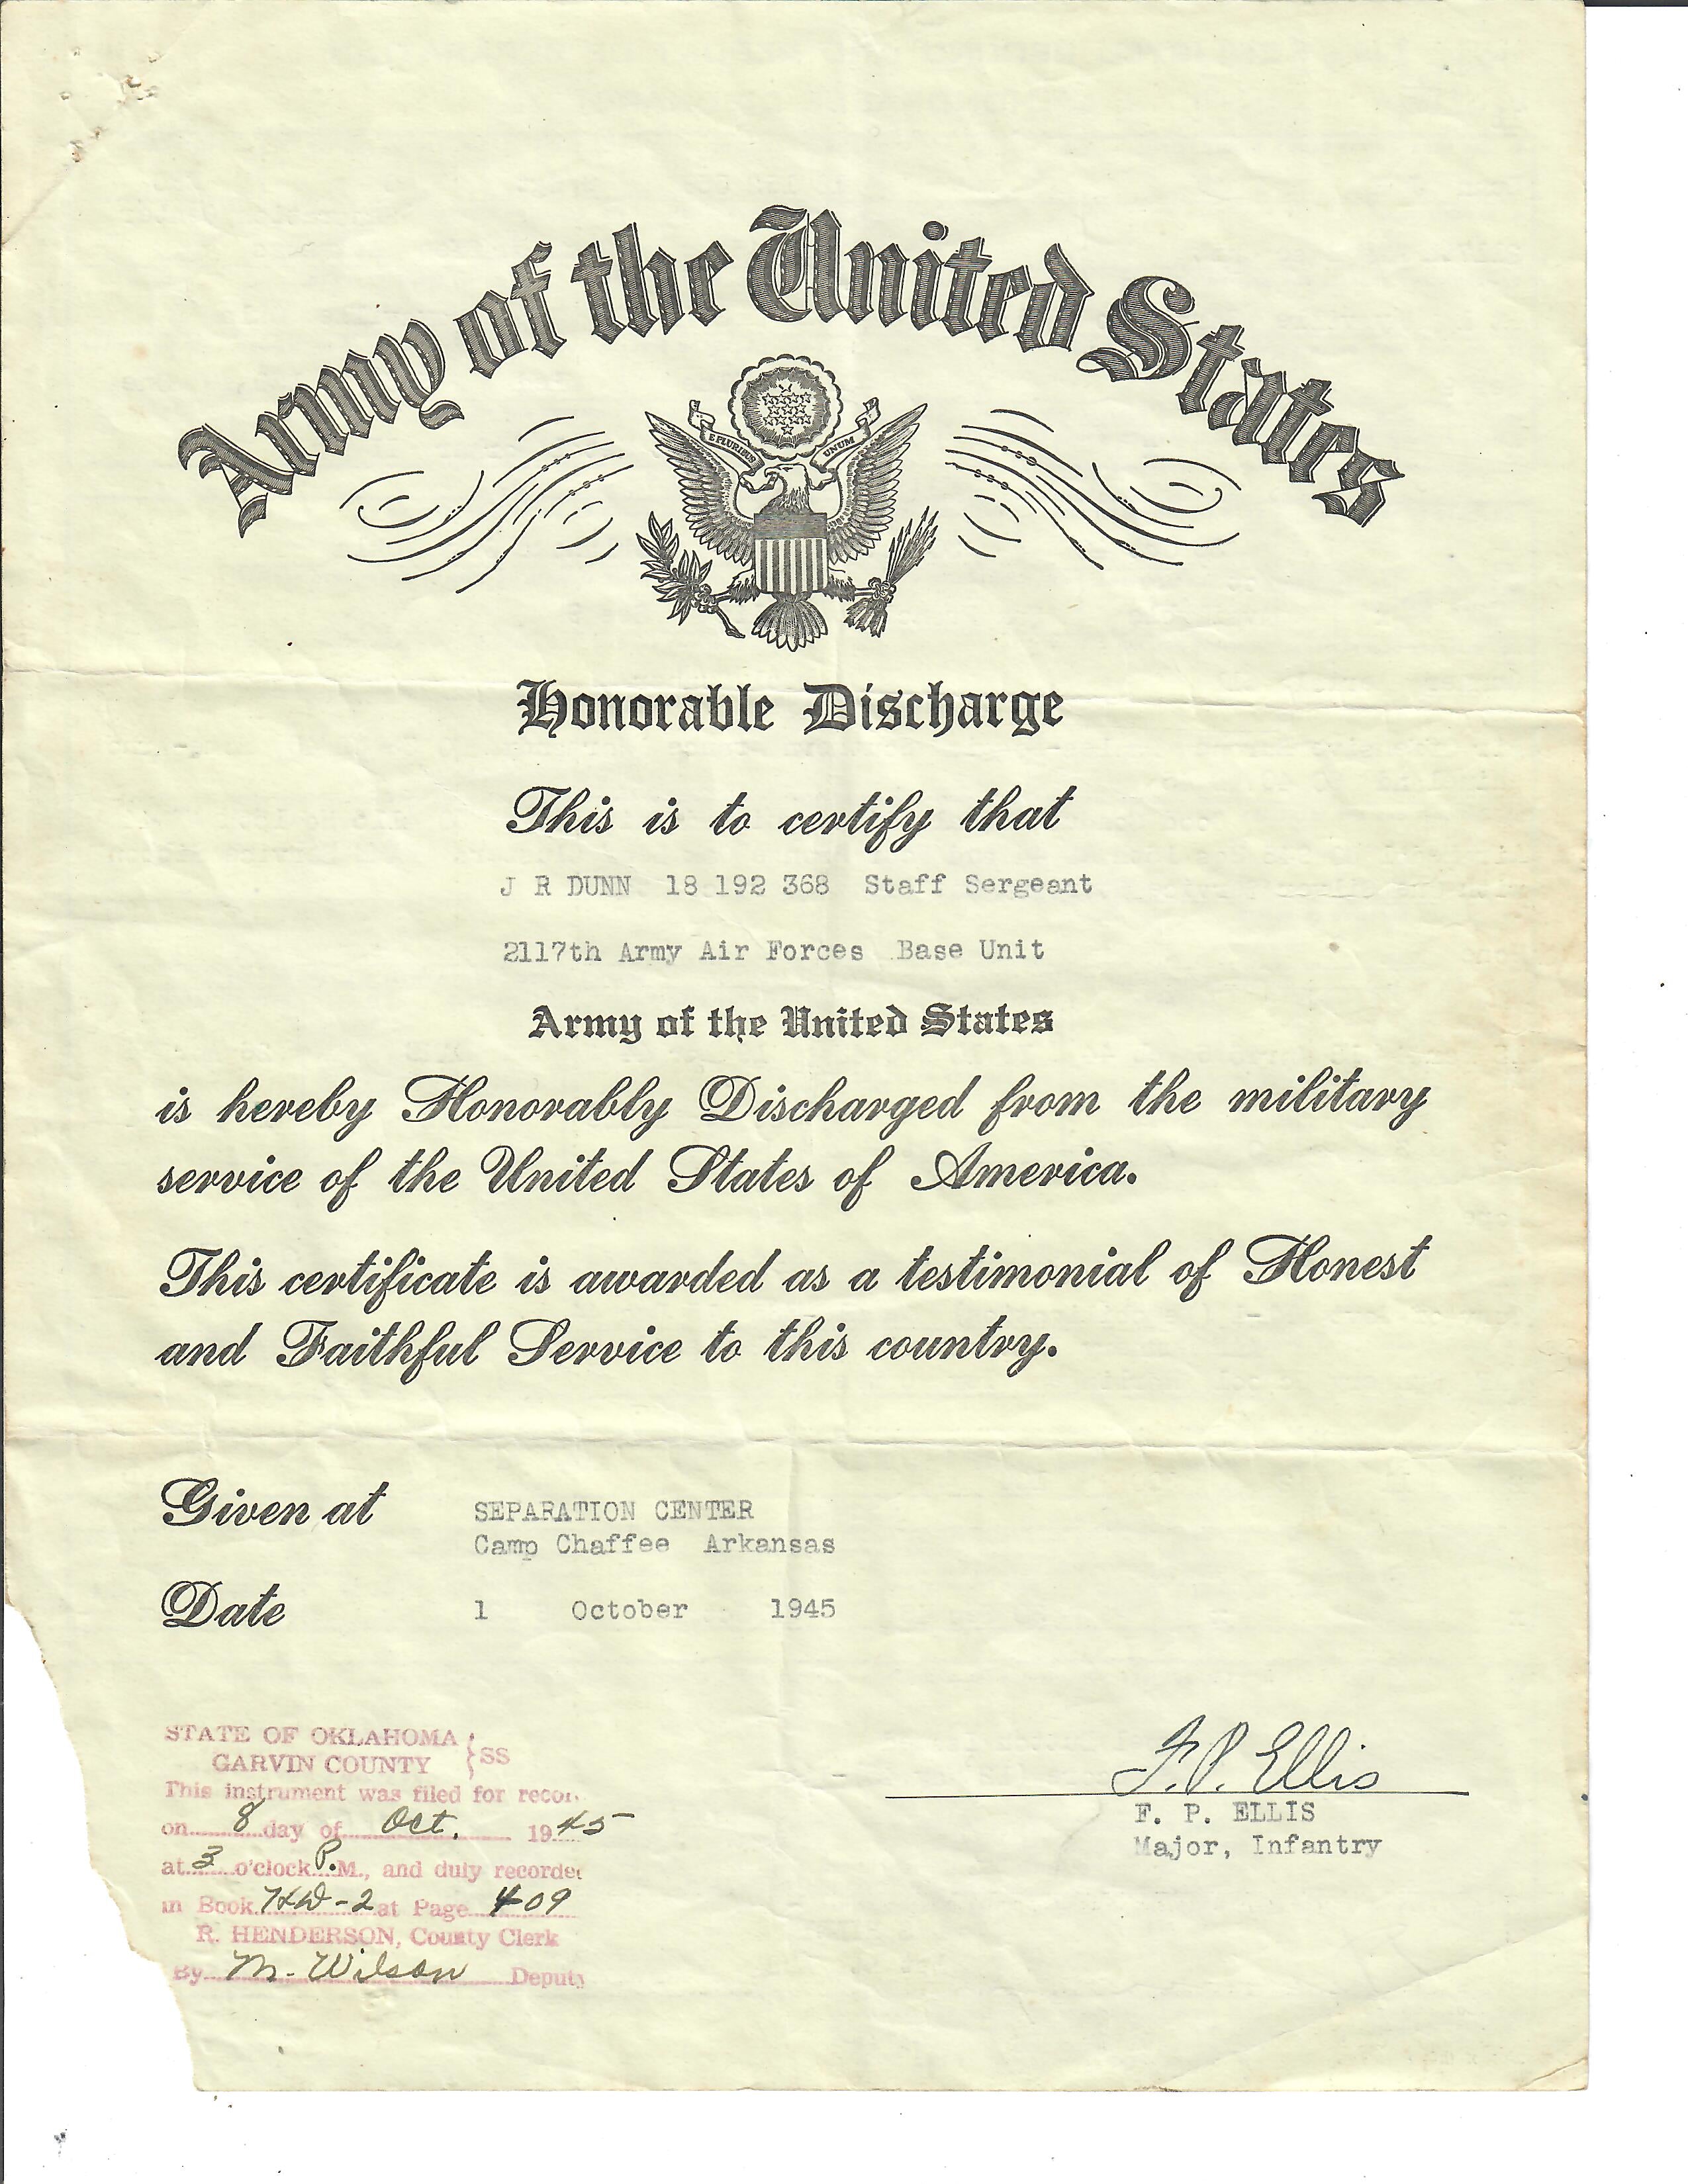 Army of the United States
E PLURIBUS UNUM
Honorable Discharge
This is to certify that
J R DUNN 18 192 368 Staff Sergeant
2117th Army Air Forces Base Unit
Army of the United States
is hereby Honorably Discharged from the military
service of the United States of America.
This certificate is awarded as a testimonial of Honest
and Faithful Service to this country.
Given at SEPARATION CENTER
Camp Chaffee Arkansas
Date 1 October 1945
STATE OF OKLAHOMA
GARVIN COUNTY } SS
This instrument was filed for recor
on 8 day of Oct. 1945
at 3 o'clock P.M., and duly recorded
in Book -2 at Page 409
R. HENDERSON, County Clerk
By M. Wilson Deputy
F. P. Ellis
F. P. ELLIS
Major, Infantry